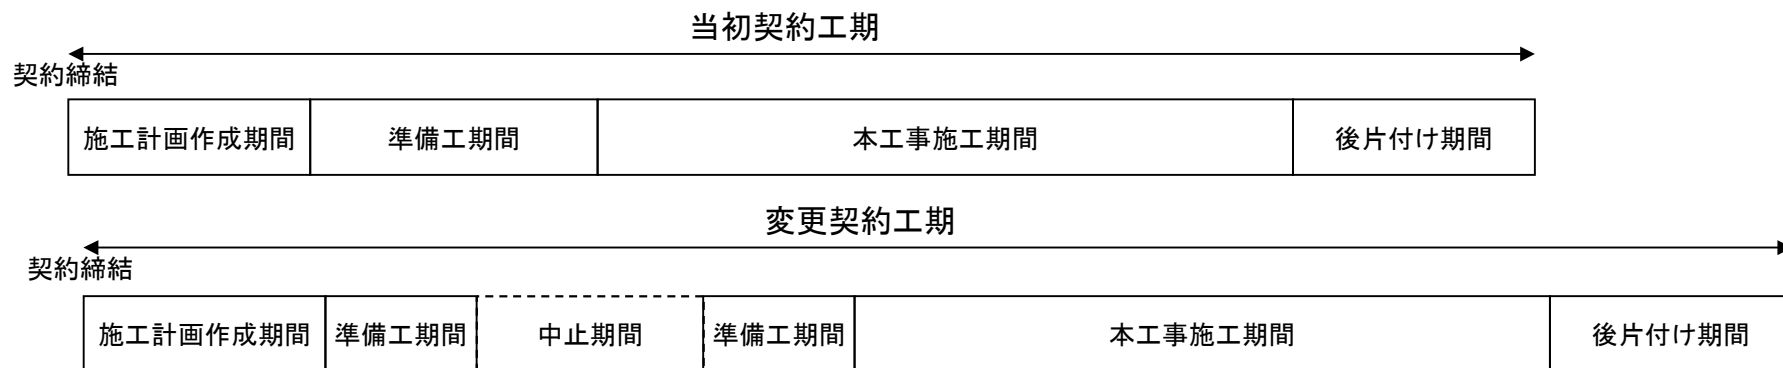 当初契約工期
契約締結
施工計画作成期間 準備工期間 本工事施工期間 後片付け期間
変更契約工期
契約締結
施工計画作成期間 準備工期間 中止期間 準備工期間 本工事施工期間 後片付け期間